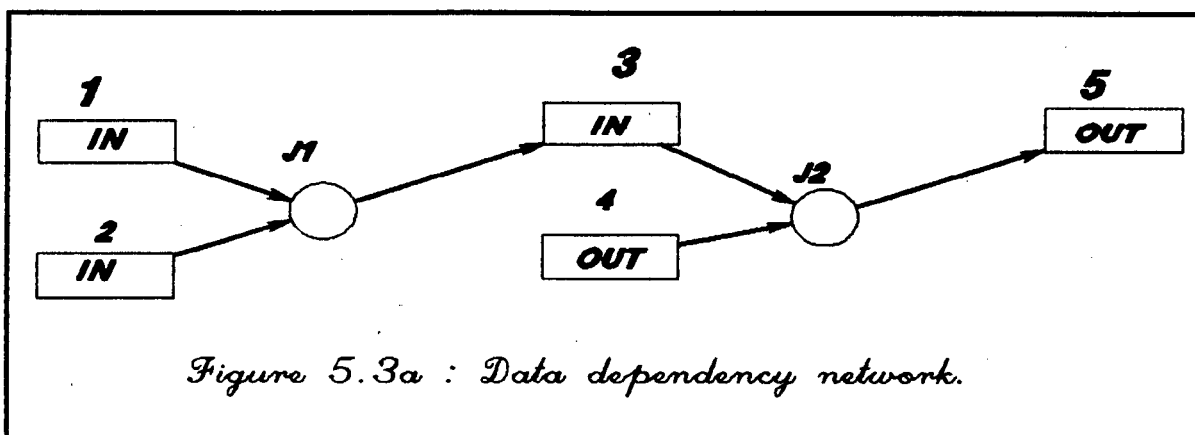 1
IN
2
IN
J1
3
IN
4
OUT
J2
5
OUT
Figure 5.3a : Data dependency network.